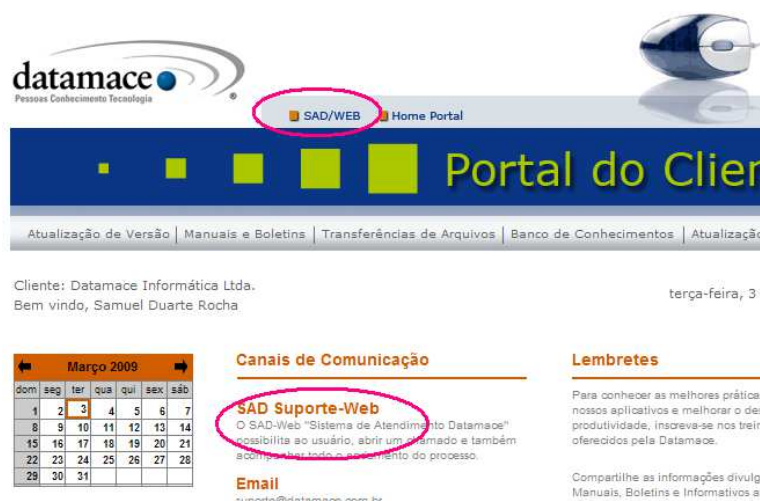 datamace
Pessoas Conhecimento Tecnologia
SAD/WEB Home Portal
Portal do Clien
Atualização de Versão | Manuais e Boletins | Transferências de Arquivos | Banco de Conhecimentos | Atualização
Cliente: Datamace Informática Ltda.
Bem vindo, Samuel Duarte Rocha
terça-feira, 3
Março 2009
dom seg ter qua qui sex sáb
1 2 3 4 5 6 7
8 9 10 11 12 13 14
15 16 17 18 19 20 21
22 23 24 25 26 27 28
29 30 31
Canais de Comunicação
SAD Suporte-Web
O SAD-Web "Sistema de Atendimento Datamace"
possibilita ao usuário, abrir um chamado e também
acompanhar todo o andamento do processo.
Email
suporte@datamace.com.br
Lembretes
Para conhecer as melhores prática
nossos aplicativos e melhorar o de
produtividade, inscreva-se nos trein
oferecidos pela Datamace.
Compartilhe as informações divulg
Manuais, Boletins e Informativos a